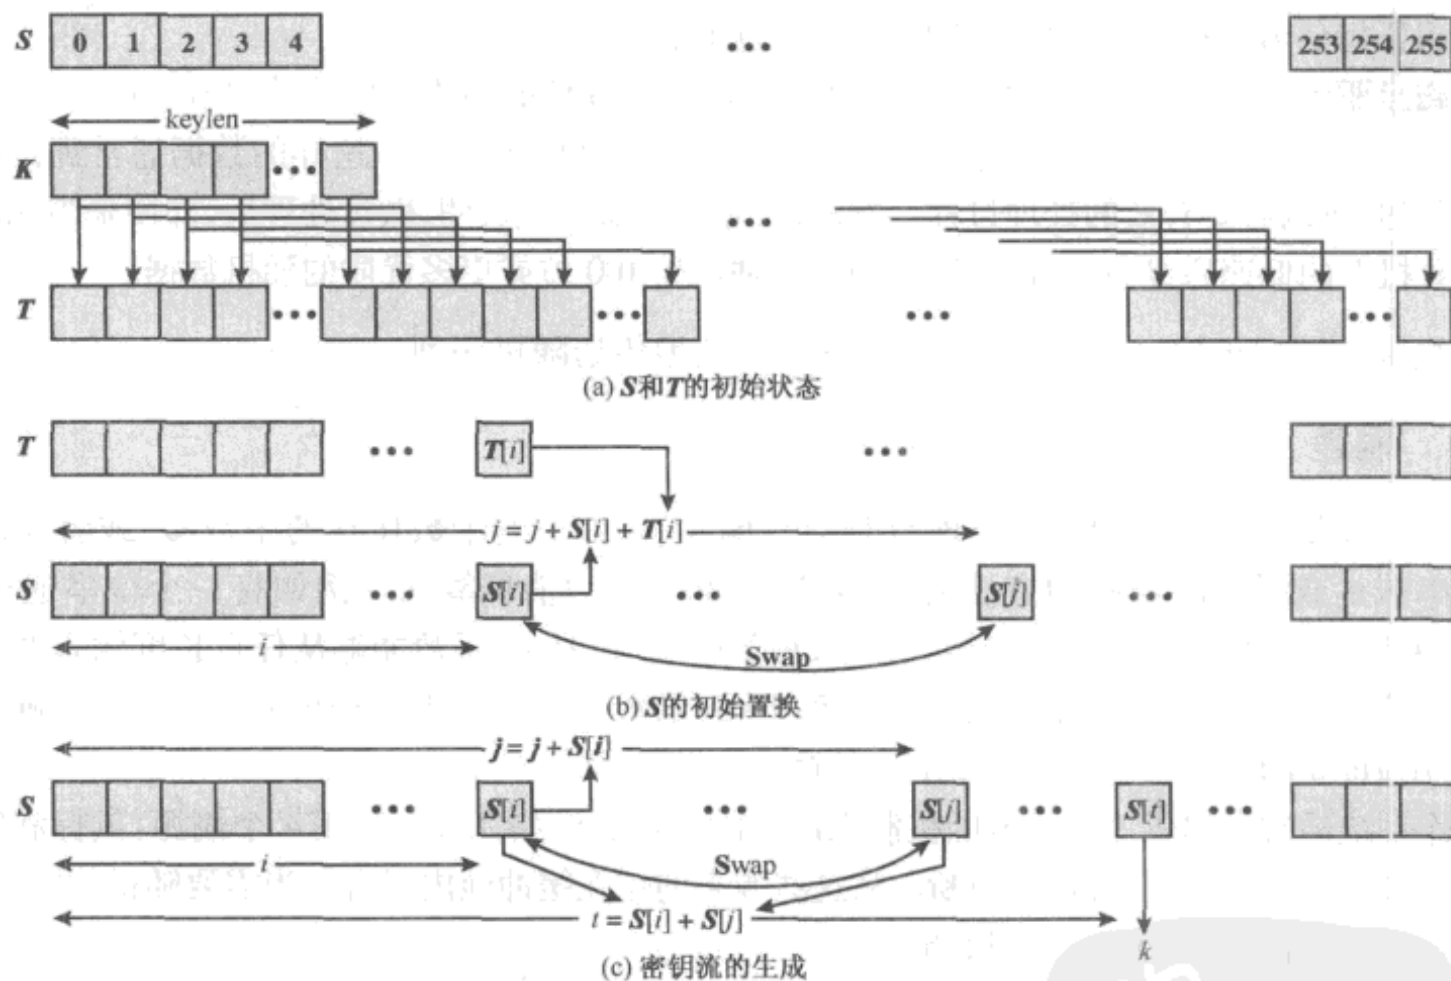 S 0 1 2 3 4 ••• 253 254 255
keylen
K •••
•••
T ••• ••• ••• •••
(a) S和T的初始状态
T ••• T[i] •••
j = j + S[i] + T[i]
S ••• S[i] ••• S[j] •••
i
Swap
(b) S的初始置换
j = j + S[i]
S ••• S[i] ••• S[j] ••• S[t] •••
i
Swap
t = S[i] + S[j]
k
(c) 密钥流的生成